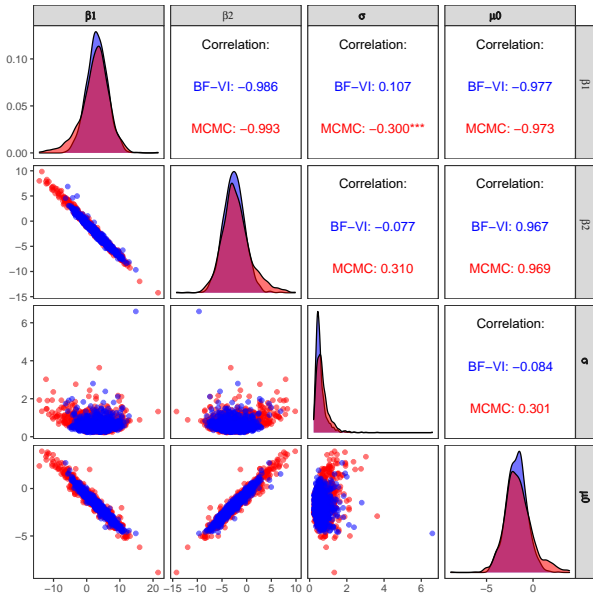 β1
β2
σ
μ0
0.10
0.05
0.00
Correlation:
BF−VI: −0.986
MCMC: −0.993
Correlation:
BF−VI: 0.107
MCMC: −0.300***
Correlation:
BF−VI: −0.977
MCMC: −0.973
β1
10
5
0
−5
−10
−15
Correlation:
BF−VI: −0.077
MCMC: 0.310
Correlation:
BF−VI: 0.967
MCMC: 0.969
β2
6
4
2
0
Correlation:
BF−VI: −0.084
MCMC: 0.301
σ
0
−5
μ0
−10 0 10 20
−15 −10 −5 0 5 10
0 2 4 6
−5 0